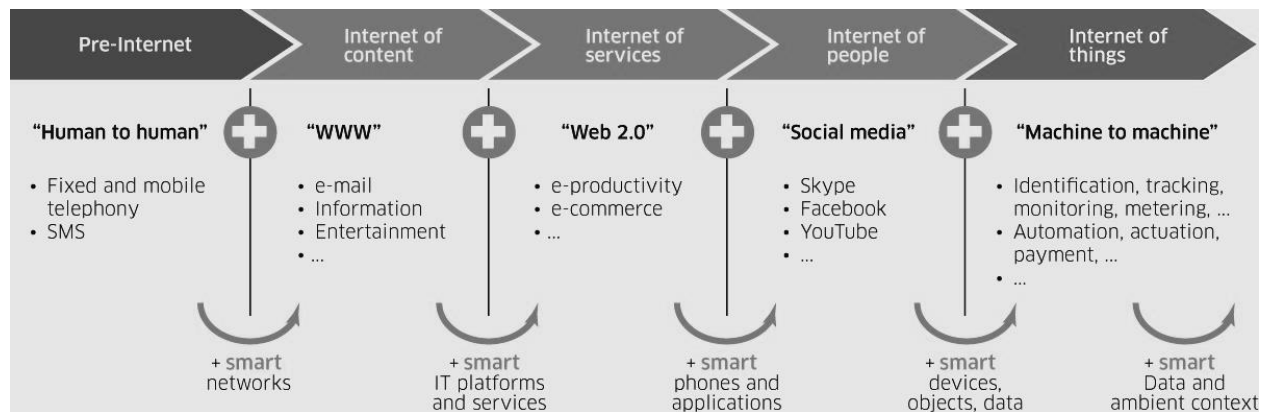 Pre-Internet
Internet of
content
Internet of
services
Internet of
people
Internet of
things
“Human to human”
• Fixed and mobile
telephony
• SMS
“WWW”
• e-mail
• Information
• Entertainment
• ...
“Web 2.0”
• e-productivity
• e-commerce
• ...
“Social media”
• Skype
• Facebook
• YouTube
• ...
“Machine to machine”
• Identification, tracking,
monitoring, metering, ...
• Automation, actuation,
payment, ...
• ...
+ smart
networks
+ smart
IT platforms
and services
+ smart
phones and
applications
+ smart
devices,
objects, data
+ smart
Data and
ambient context